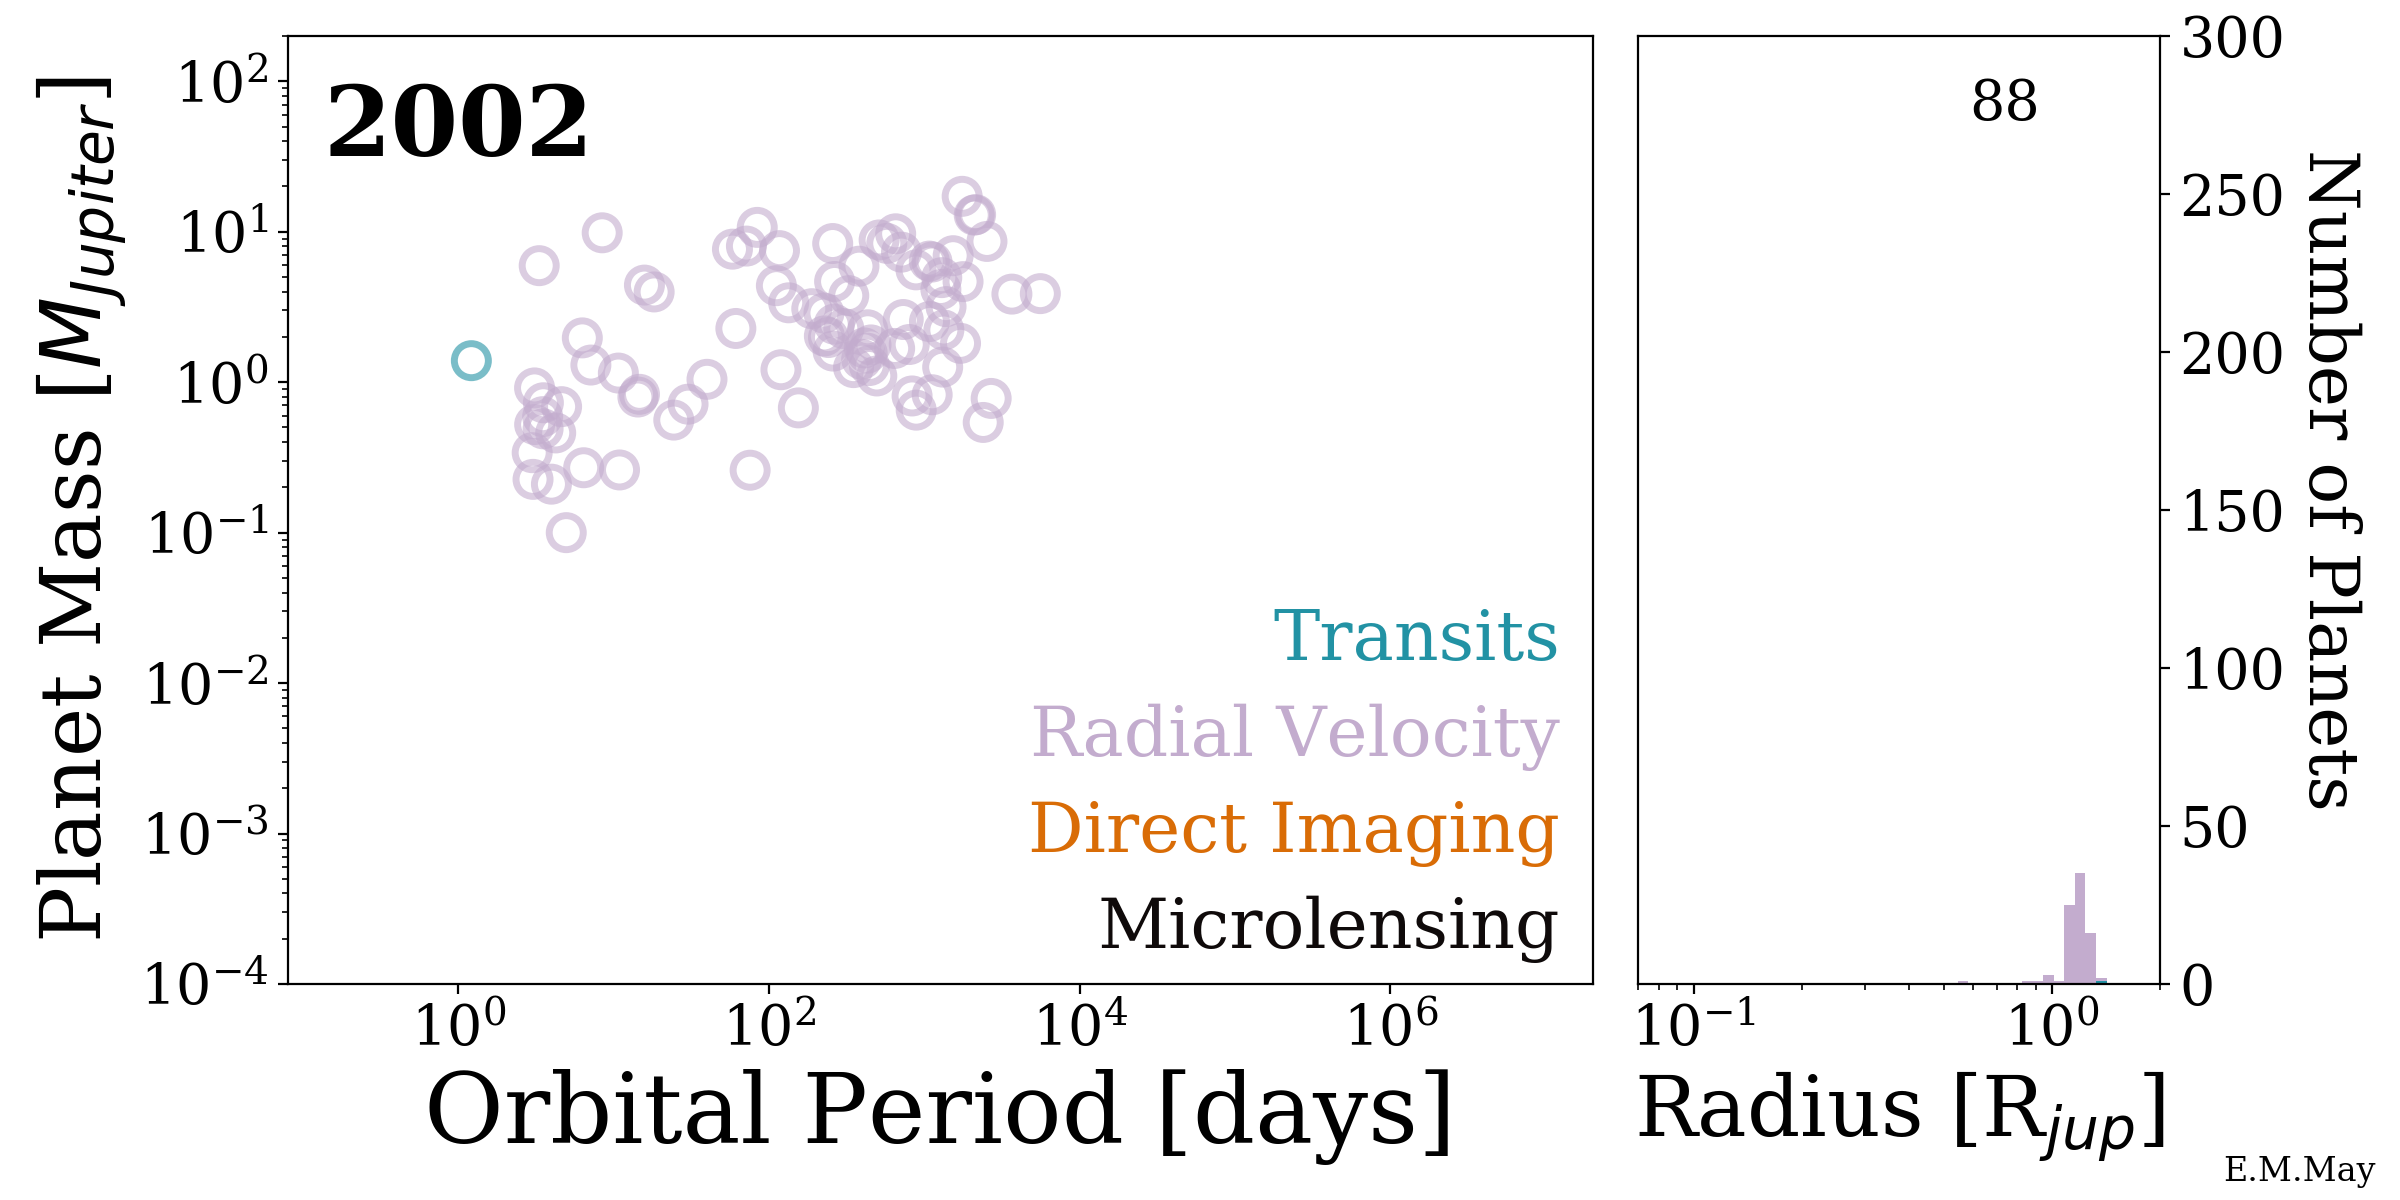 2002
88
Planet Mass [M_Jupiter]
10^2
10^1
10^0
10^-1
10^-2
10^-3
10^-4
Transits
Radial Velocity
Direct Imaging
Microlensing
10^0 10^2 10^4 10^6
Orbital Period [days]
300
250
200
150
100
50
0
Number of Planets
10^-1 10^0
Radius [R_jup]
E.M.May